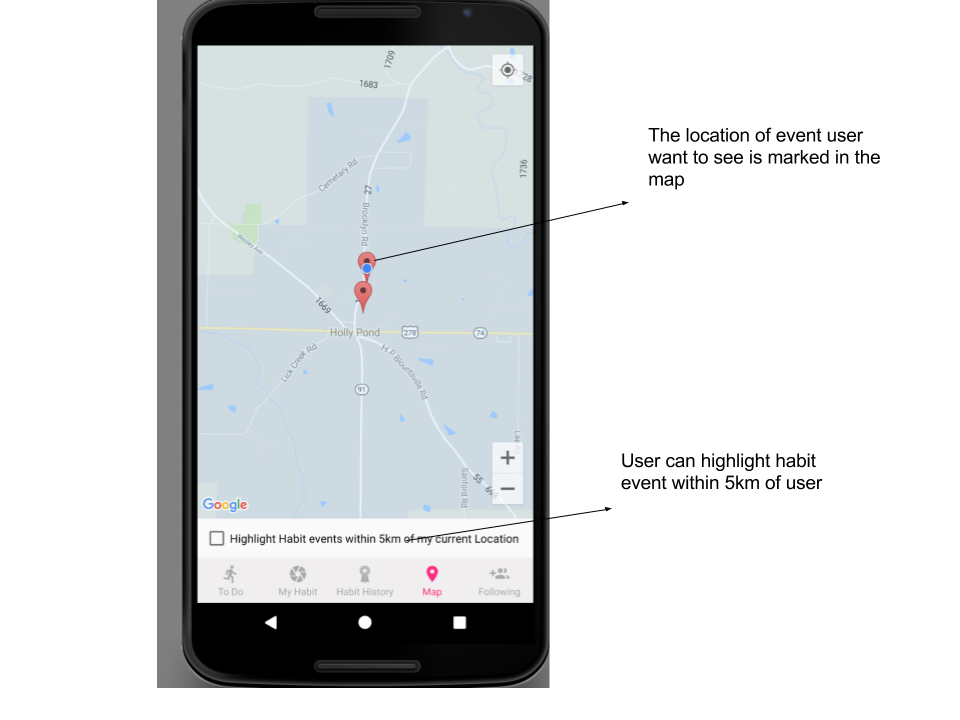 1709
1683
28
The location of event user
want to see is marked in the
map
1736
Cemetary Rd
27
Brooklyn Rd
1669
Holly Pond
278
74
Lick Creek Rd
H P Blountsville Rd
91
User can highlight habit
event within 5km of user
Sanford Rd
55
69
Google
Highlight Habit events within 5km of my current Location
To Do
My Habit
Habit History
Map
Following